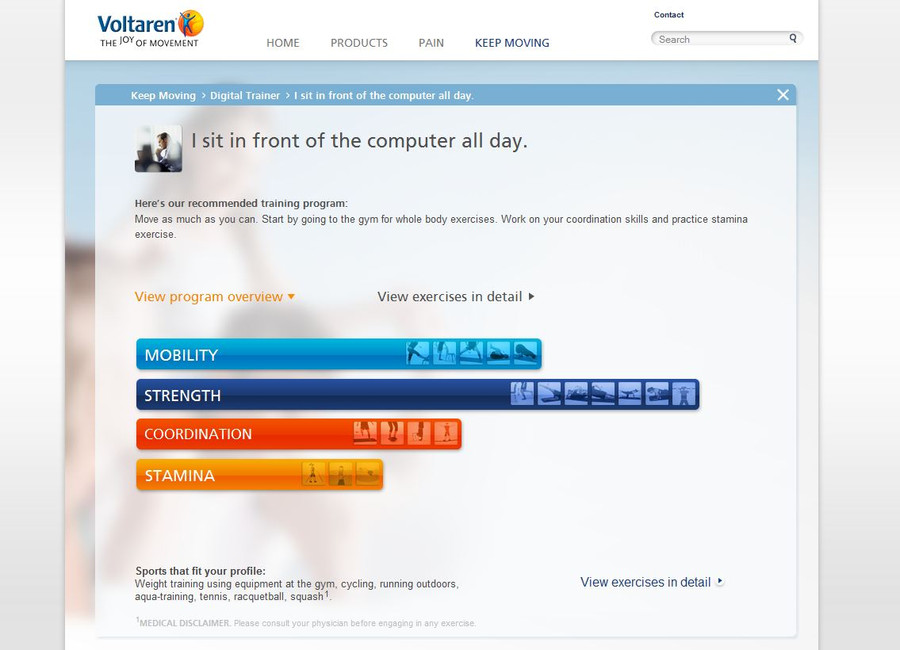 Contact
Voltaren
THE JOY OF MOVEMENT
HOME PRODUCTS PAIN KEEP MOVING
Search
Keep Moving > Digital Trainer > I sit in front of the computer all day.
I sit in front of the computer all day.
Here's our recommended training program:
Move as much as you can. Start by going to the gym for whole body exercises. Work on your coordination skills and practice stamina
exercise.
View program overview View exercises in detail
MOBILITY
STRENGTH
COORDINATION
STAMINA
Sports that fit your profile:
Weight training using equipment at the gym, cycling, running outdoors,
aqua-training, tennis, racquetball, squash¹.
View exercises in detail
¹MEDICAL DISCLAIMER. Please consult your physician before engaging in any exercise.